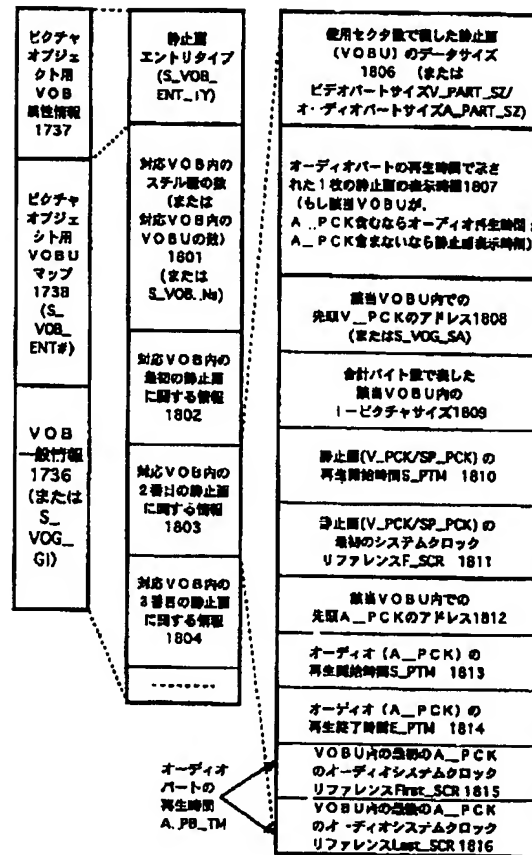 ピクチャ
オブジェ
クト用
VOB
属性情報
1737
ピクチャ
オブジェ
クト用
VOBU
マップ
1738
(S_
VOB_
ENT#)
VOB
一般情報
1736
(または
S_
VOG_
GI)
静止画
エントリタイプ
(S_VOB_
ENT_TY)
対応VOB内の
スチル画の数
(または
対応VOB内の
VOBUの数)
1801
(または
S_VOB_Ns)
対応VOB内の
最初の静止画
に関する情報
1802
対応VOB内の
2番目の静止画
に関する情報
1803
対応VOB内の
3番目の静止画
に関する情報
1804
………
使用セクタ数で表した静止画
(VOBU)のデータサイズ
1806 (または
ビデオパートサイズV_PART_SZ/
オーディオパートサイズA_PART_SZ)
オーディオパートの再生時間で示さ
れた1枚の静止画の表示時間1807
(もし該当VOBUが、
A__PCK含むならオーディオ再生時間;
A__PCK含まないなら静止画表示時間)
該当VOBU内での
先頭V__PCKのアドレス1808
(またはS_VOG_SA)
合計バイト数で表した
該当VOBU内の
I-ピクチャサイズ1809
静止画(V_PCK/SP_PCK)の
再生開始時間S_PTM 1810
静止画(V_PCK/SP_PCK)の
最初のシステムクロック
リファレンスF_SCR 1811
該当VOBU内での
先頭A__PCKのアドレス1812
オーディオ(A__PCK)の
再生開始時間S_PTM 1813
オーディオ(A__PCK)の
再生終了時間E_PTM 1814
VOBU内の最初のA__PCK
のオーディオシステムクロック
リファレンスFirst_SCR 1815
VOBU内の最後のA__PCK
のオーディオシステムクロック
リファレンスLast_SCR 1816
オーディオ
パートの
再生時間
A_PB_TM